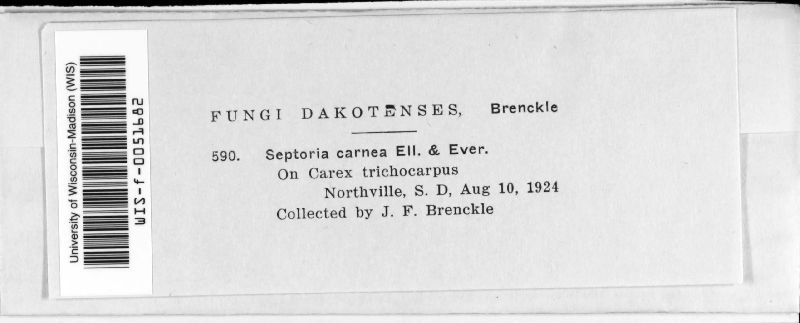 University of Wisconsin-Madison (WIS)
WIS-f-0051682
FUNGI DAKOTENSES, Brenckle
590. Septoria carnea Ell. & Ever.
On Carex trichocarpus
Northville, S. D, Aug 10, 1924
Collected by J. F. Brenckle